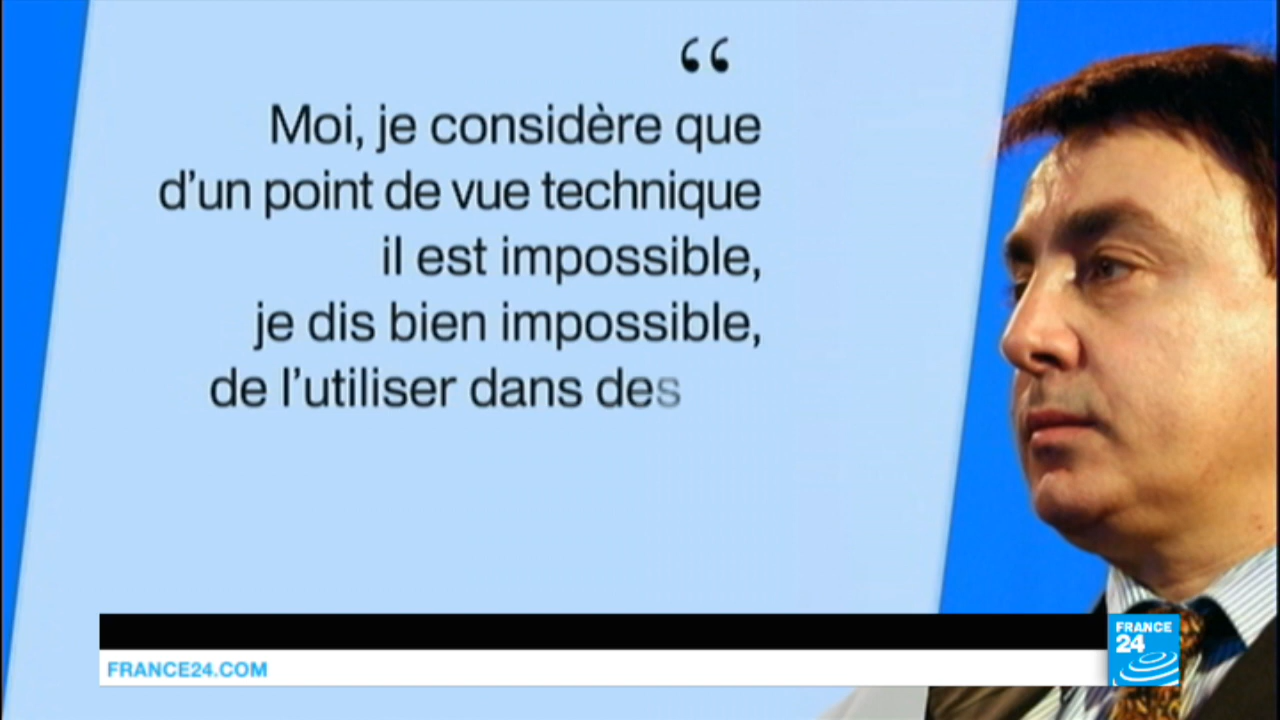 “
Moi, je considère que
d’un point de vue technique
il est impossible,
je dis bien impossible,
de l’utiliser dans des
FRANCE24.COM
FRANCE
24